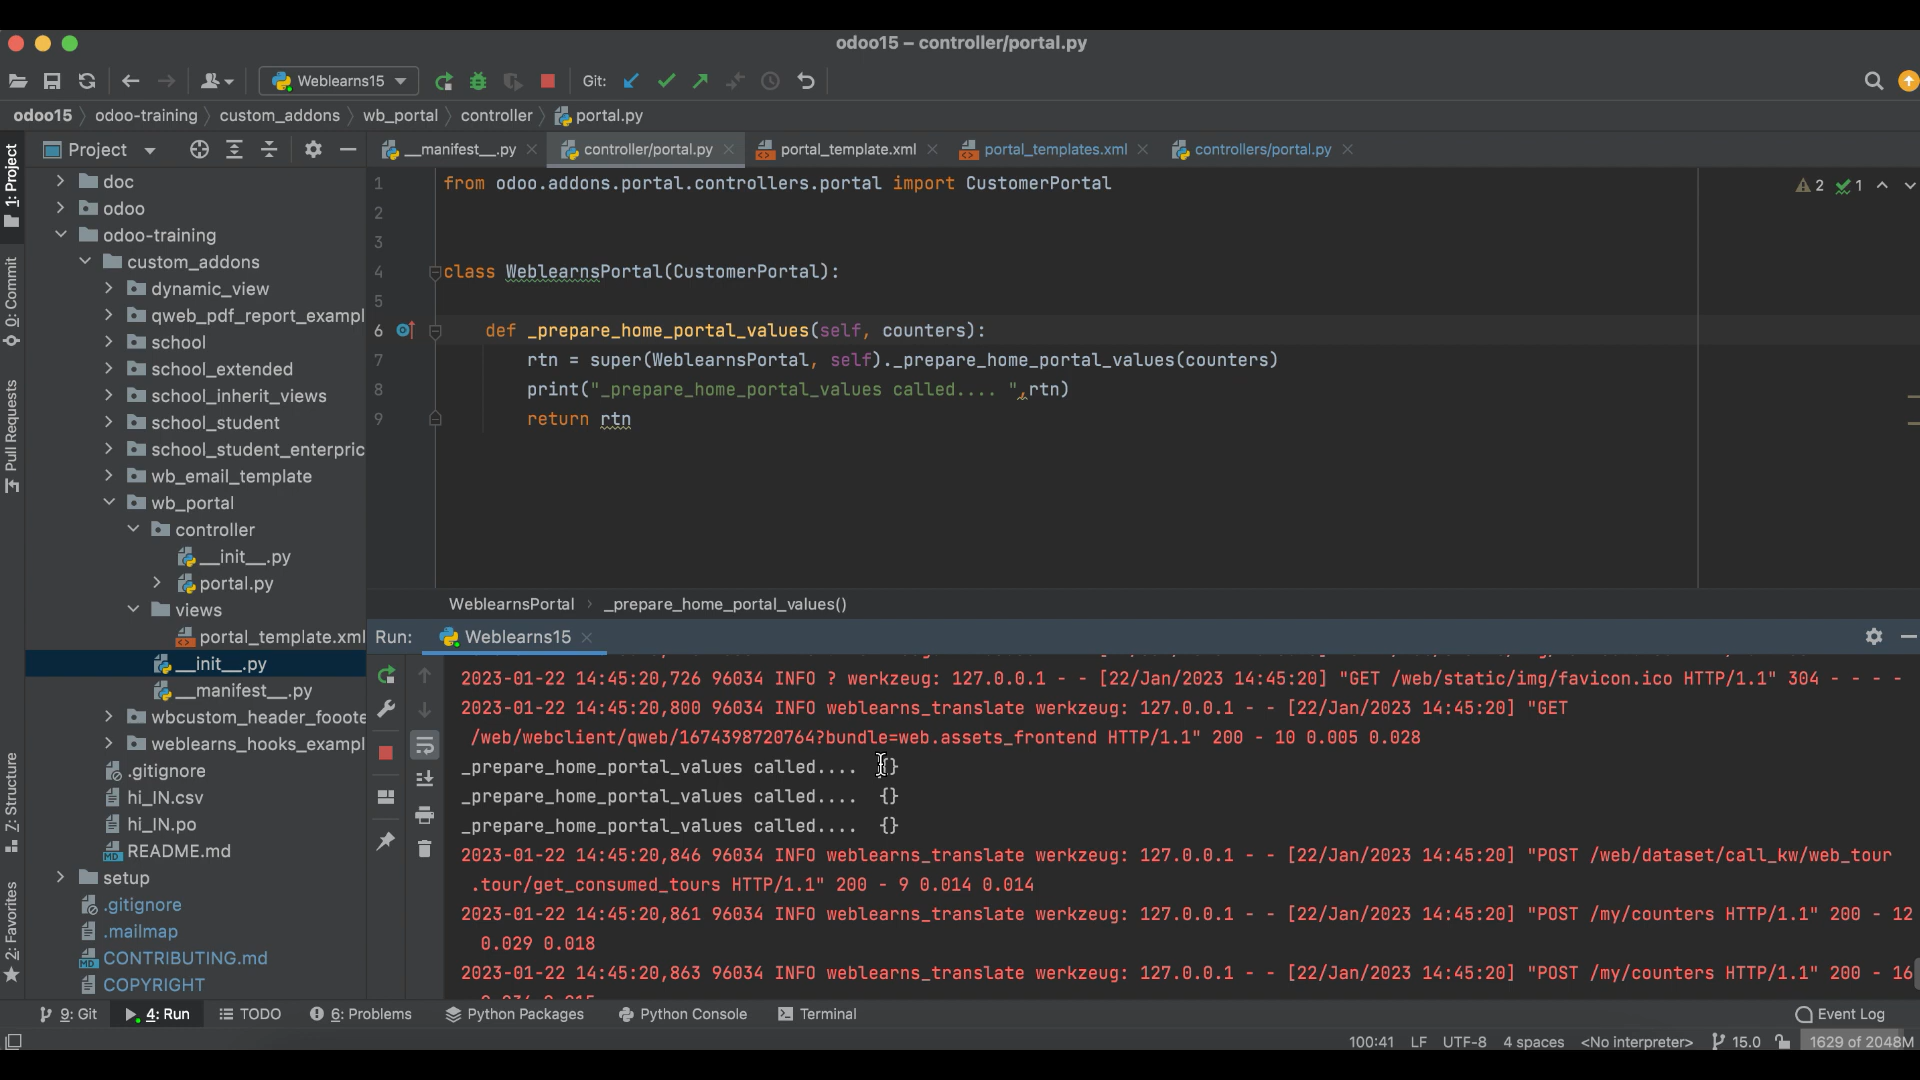 odoo15 – controller/portal.py
Weblearns15
Git:
odoo15 odoo-training custom_addons wb_portal controller portal.py
Project
__manifest__.py
controller/portal.py
portal_template.xml
portal_templates.xml
controllers/portal.py
1: Project
0: Commit
Pull Requests
7: Structure
2: Favorites
doc
odoo
odoo-training
custom_addons
dynamic_view
qweb_pdf_report_exampl
school
school_extended
school_inherit_views
school_student
school_student_enterpric
wb_email_template
wb_portal
controller
__init__.py
portal.py
views
portal_template.xml
__init__.py
__manifest__.py
wbcustom_header_foote
weblearns_hooks_exampl
.gitignore
hi_IN.csv
hi_IN.po
README.md
setup
.gitignore
.mailmap
CONTRIBUTING.md
COPYRIGHT
1 from odoo.addons.portal.controllers.portal import CustomerPortal
2
3
4 class WeblearnsPortal(CustomerPortal):
5
6 def _prepare_home_portal_values(self, counters):
7 rtn = super(WeblearnsPortal, self)._prepare_home_portal_values(counters)
8 print("_prepare_home_portal_values called.... ",rtn)
9 return rtn
2 1
WeblearnsPortal _prepare_home_portal_values()
Run: Weblearns15
2023-01-22 14:45:20,726 96034 INFO ? werkzeug: 127.0.0.1 - - [22/Jan/2023 14:45:20] "GET /web/static/img/favicon.ico HTTP/1.1" 304 - - - -
2023-01-22 14:45:20,800 96034 INFO weblearns_translate werkzeug: 127.0.0.1 - - [22/Jan/2023 14:45:20] "GET
/web/webclient/qweb/1674398720764?bundle=web.assets_frontend HTTP/1.1" 200 - 10 0.005 0.028
_prepare_home_portal_values called.... {}
_prepare_home_portal_values called.... {}
_prepare_home_portal_values called.... {}
2023-01-22 14:45:20,846 96034 INFO weblearns_translate werkzeug: 127.0.0.1 - - [22/Jan/2023 14:45:20] "POST /web/dataset/call_kw/web_tour
.tour/get_consumed_tours HTTP/1.1" 200 - 9 0.014 0.014
2023-01-22 14:45:20,861 96034 INFO weblearns_translate werkzeug: 127.0.0.1 - - [22/Jan/2023 14:45:20] "POST /my/counters HTTP/1.1" 200 - 12
0.029 0.018
2023-01-22 14:45:20,863 96034 INFO weblearns_translate werkzeug: 127.0.0.1 - - [22/Jan/2023 14:45:20] "POST /my/counters HTTP/1.1" 200 - 16
9: Git 4: Run TODO 6: Problems Python Packages Python Console Terminal Event Log
100:41 LF UTF-8 4 spaces <No interpreter> 15.0 1629 of 2048M